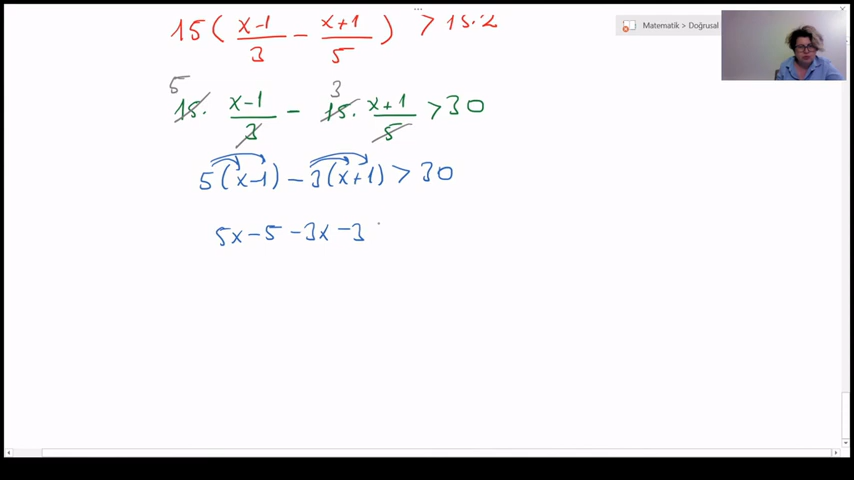 Matematik > Doğrusal
15( x-1/3 - x+1/5 ) > 15.2
5 3
15. x-1/3 - 15. x+1/5 > 30
5(x-1) - 3(x+1) > 30
5x-5-3x-3